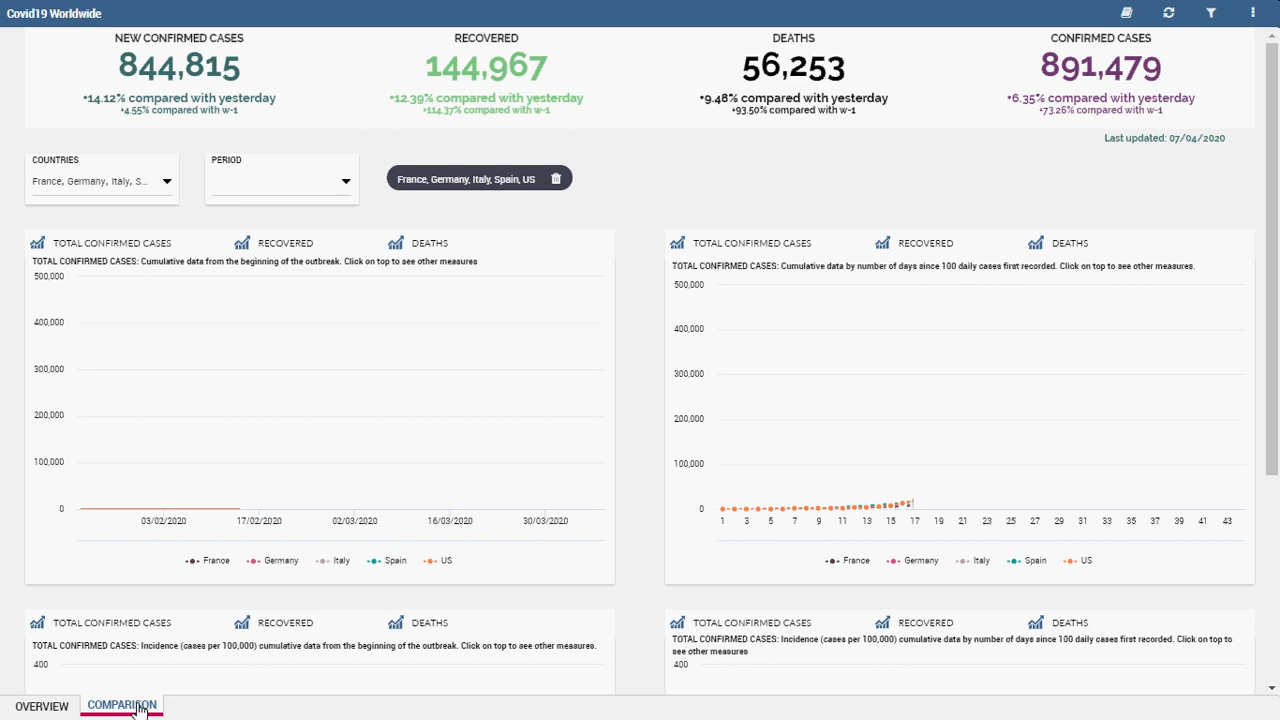 Covid19 Worldwide
NEW CONFIRMED CASES
844,815
+14.12% compared with yesterday
+4.55% compared with w-1
RECOVERED
144,967
+12.39% compared with yesterday
+114.37% compared with w-1
DEATHS
56,253
+9.48% compared with yesterday
+93.50% compared with w-1
CONFIRMED CASES
891,479
+6.35% compared with yesterday
+73.26% compared with w-1
Last updated: 07/04/2020
COUNTRIES
France, Germany, Italy, S...
PERIOD
France, Germany, Italy, Spain, US
TOTAL CONFIRMED CASES RECOVERED DEATHS
TOTAL CONFIRMED CASES: Cumulative data from the beginning of the outbreak. Click on top to see other measures
500,000
400,000
300,000
200,000
100,000
0
03/02/2020 17/02/2020 02/03/2020 16/03/2020 30/03/2020
France Germany Italy Spain US
TOTAL CONFIRMED CASES RECOVERED DEATHS
TOTAL CONFIRMED CASES: Cumulative data by number of days since 100 daily cases first recorded. Click on top to see other measures.
500,000
400,000
300,000
200,000
100,000
0
1 3 5 7 9 11 13 15 17 19 21 23 25 27 29 31 33 35 37 39 41 43
France Germany Italy Spain US
TOTAL CONFIRMED CASES RECOVERED DEATHS
TOTAL CONFIRMED CASES: Incidence (cases per 100,000) cumulative data from the beginning of the outbreak. Click on top to see other measures.
400
TOTAL CONFIRMED CASES RECOVERED DEATHS
TOTAL CONFIRMED CASES: Incidence (cases per 100,000) cumulative data by number of days since 100 daily cases first recorded. Click on top to
see other measures
400
OVERVIEW COMPARISON